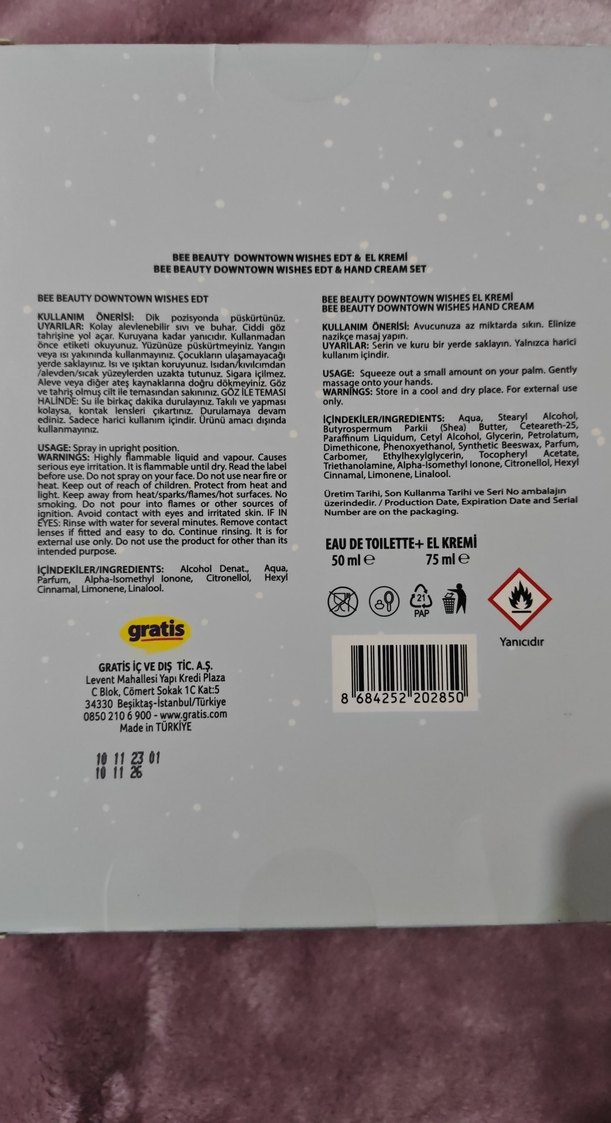 BEE BEAUTY DOWNTOWN WISHES EDT & EL KREMİ
BEE BEAUTY DOWNTOWN WISHES EDT & HAND CREAM SET
BEE BEAUTY DOWNTOWN WISHES EDT
KULLANIM ÖNERİSİ: Dik pozisyonda püskürtünüz.
UYARILAR: Kolay alevlenebilir sıvı ve buhar. Ciddi göz
tahrişine yol açar. Kuruyana kadar yanıcıdır. Kullanmadan
önce etiketi okuyunuz. Yüzünüze püskürtmeyiniz. Yangın
veya ısı yakınında kullanmayınız. Çocukların ulaşamayacağı
yerde saklayınız. Isı ve ışıktan koruyunuz. Isıdan/kıvılcımdan
/alevden/sıcak yüzeylerden uzakta tutunuz. Sigara içilmez.
Aleve veya diğer ateş kaynaklarına doğru dökmeyiniz. Göz
ve tahriş olmuş cilt ile temasından sakınınız. GÖZ İLE TEMASI
HALİNDE: Su ile birkaç dakika durulayınız. Takılı ve yapması
kolaysa, kontak lensleri çıkartınız. Durulamaya devam
ediniz. Sadece harici kullanım içindir. Ürünü amacı dışında
kullanmayınız.
USAGE: Spray in upright position.
WARNINGS: Highly flammable liquid and vapour. Causes
serious eye irritation. It is flammable until dry. Read the label
before use. Do not spray on your face. Do not use near fire or
heat. Keep out of reach of children. Protect from heat and
light. Keep away from heat/sparks/flames/hot surfaces. No
smoking. Do not pour into flames or other sources of
ignition. Avoid contact with eyes and irritated skin. IF IN
EYES: Rinse with water for several minutes. Remove contact
lenses if fitted and easy to do. Continue rinsing. It is for
external use only. Do not use the product for other than its
intended purpose.
İÇİNDEKİLER/INGREDIENTS: Alcohol Denat., Aqua,
Parfum, Alpha-Isomethyl Ionone, Citronellol, Hexyl
Cinnamal, Limonene, Linalool.
gratis
GRATİS İÇ VE DIŞ TİC. A.Ş.
Levent Mahallesi Yapı Kredi Plaza
C Blok, Cömert Sokak 1C Kat:5
34330 Beşiktaş-İstanbul/Türkiye
0850 210 6 900 - www.gratis.com
Made in TÜRKİYE
10 11 23 01
10 11 26
BEE BEAUTY DOWNTOWN WISHES EL KREMİ
BEE BEAUTY DOWNTOWN WISHES HAND CREAM
KULLANIM ÖNERİSİ: Avucunuza az miktarda sıkın. Elinize
nazikçe masaj yapın.
UYARILAR: Serin ve kuru bir yerde saklayın. Yalnızca harici
kullanım içindir.
USAGE: Squeeze out a small amount on your palm. Gently
massage onto your hands.
WARNINGS: Store in a cool and dry place. For external use
only.
İÇİNDEKİLER/INGREDIENTS: Aqua, Stearyl Alcohol,
Butyrospermum Parkii (Shea) Butter, Ceteareth-25,
Paraffinum Liquidum, Cetyl Alcohol, Glycerin, Petrolatum,
Dimethicone, Phenoxyethanol, Synthetic Beeswax, Parfum,
Carbomer, Ethylhexylglycerin, Tocopheryl Acetate,
Triethanolamine, Alpha-Isomethyl Ionone, Citronellol, Hexyl
Cinnamal, Limonene, Linalool.
Üretim Tarihi, Son Kullanma Tarihi ve Seri No ambalajın
üzerindedir./ Production Date, Expiration Date and Serial
Number are on the packaging.
EAU DE TOILETTE+ EL KREMİ
50 ml ℮ 75 ml ℮
21
PAP
Yanıcıdır
8 684252 202850